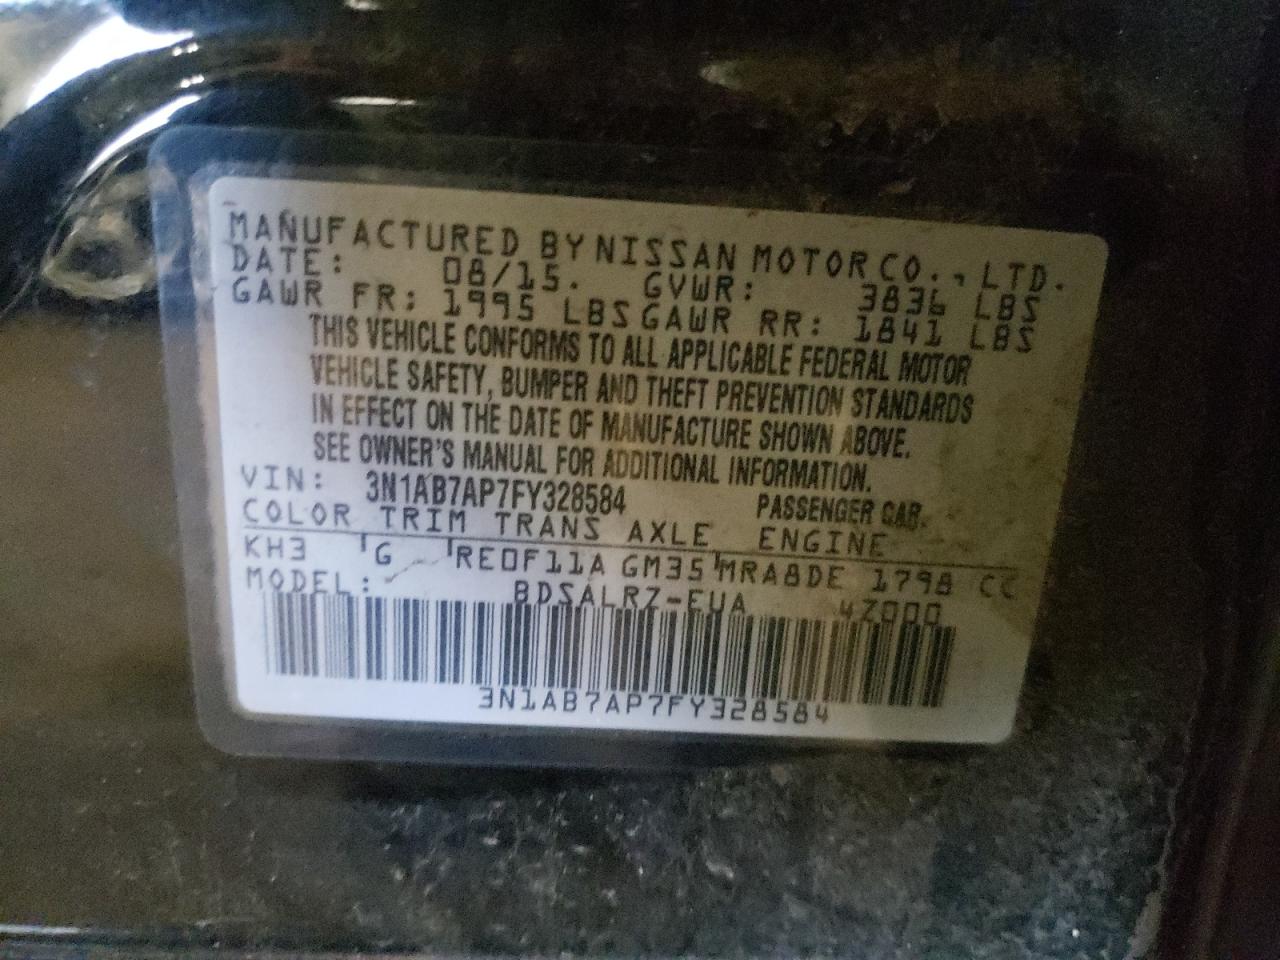 MANUFACTURED BY NISSAN MOTOR CO., LTD.
DATE: 08/15. GVWR: 3836 LBS
GAWR FR: 1995 LBS GAWR RR: 1841 LBS
THIS VEHICLE CONFORMS TO ALL APPLICABLE FEDERAL MOTOR
VEHICLE SAFETY, BUMPER AND THEFT PREVENTION STANDARDS
IN EFFECT ON THE DATE OF MANUFACTURE SHOWN ABOVE.
SEE OWNER'S MANUAL FOR ADDITIONAL INFORMATION.
VIN: 3N1AB7AP7FY328584 PASSENGER CAR.
COLOR TRIM TRANS AXLE ENGINE
KH3 G RE0F11A GM35 MRA8DE 1798 CC
MODEL: BDSALRZ-EUA 4Z000
3N1AB7AP7FY328584